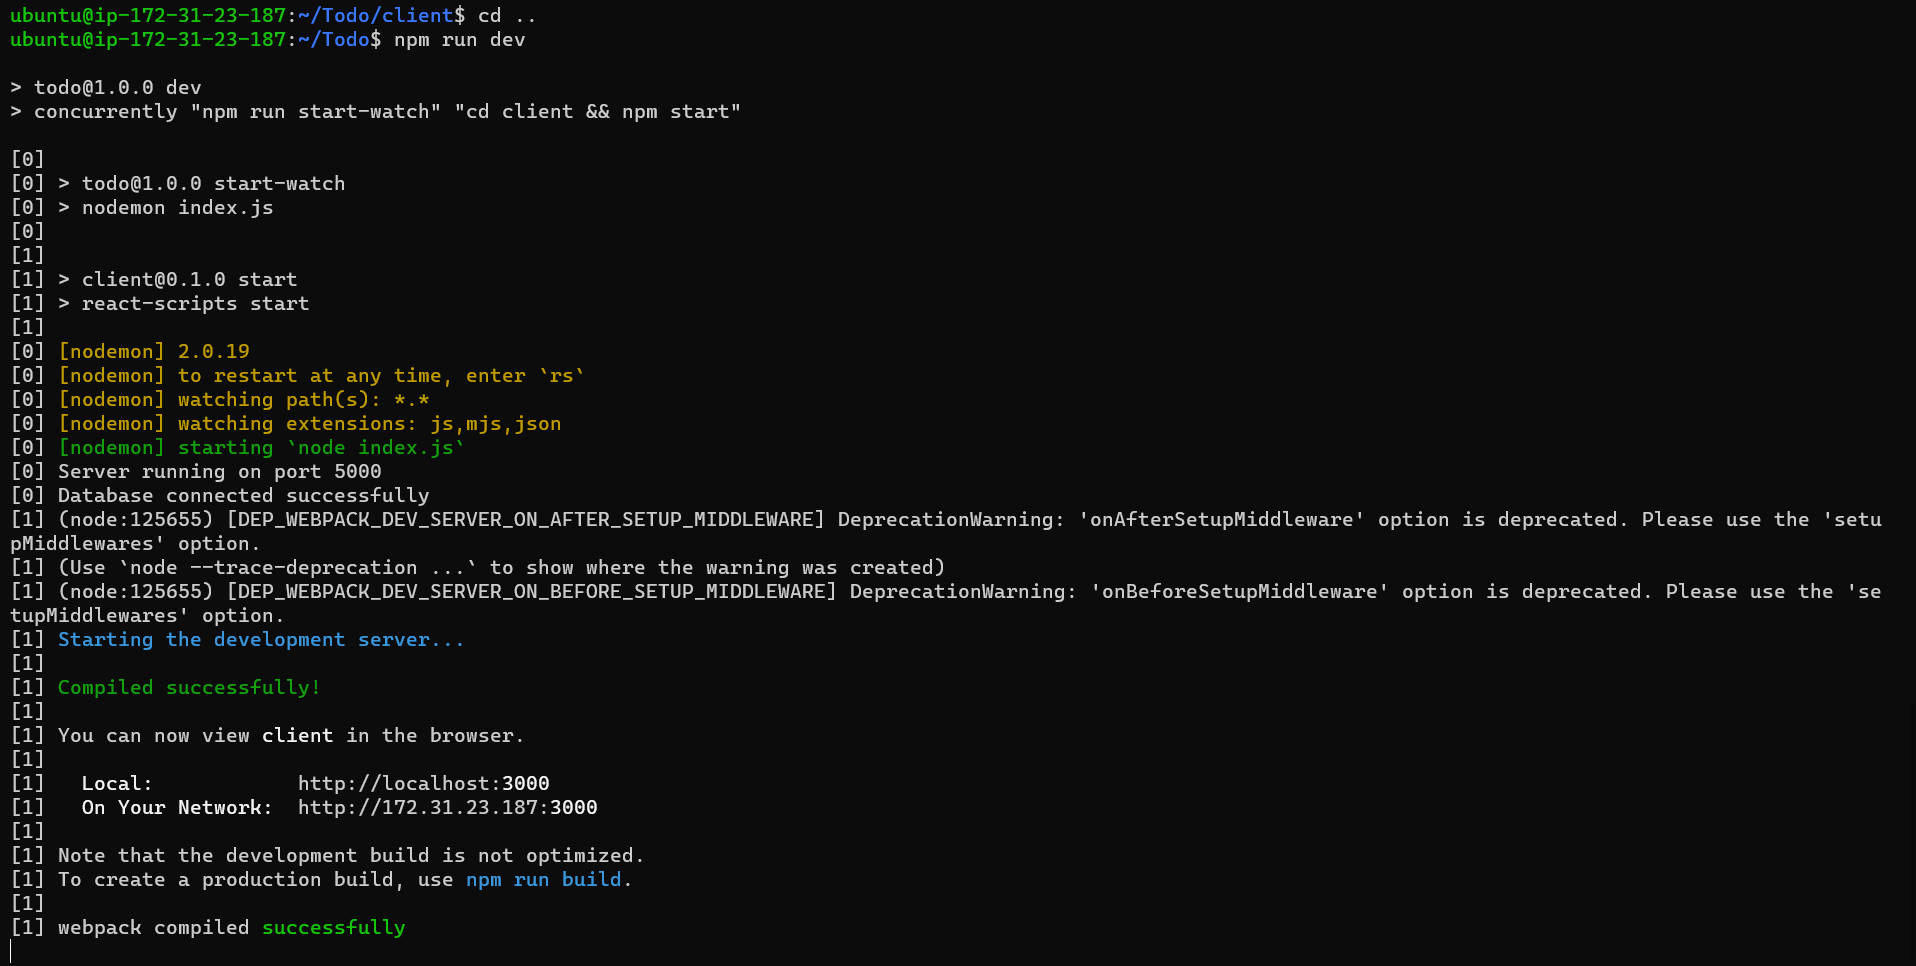 ubuntu@ip-172-31-23-187:~/Todo/client$ cd ..
ubuntu@ip-172-31-23-187:~/Todo$ npm run dev
> todo@1.0.0 dev
> concurrently "npm run start-watch" "cd client && npm start"
[0]
[0] > todo@1.0.0 start-watch
[0] > nodemon index.js
[0]
[1]
[1] > client@0.1.0 start
[1] > react-scripts start
[1]
[0] [nodemon] 2.0.19
[0] [nodemon] to restart at any time, enter `rs`
[0] [nodemon] watching path(s): *.*
[0] [nodemon] watching extensions: js,mjs,json
[0] [nodemon] starting `node index.js`
[0] Server running on port 5000
[0] Database connected successfully
[1] (node:125655) [DEP_WEBPACK_DEV_SERVER_ON_AFTER_SETUP_MIDDLEWARE] DeprecationWarning: 'onAfterSetupMiddleware' option is deprecated. Please use the 'setu
pMiddlewares' option.
[1] (Use `node --trace-deprecation ...` to show where the warning was created)
[1] (node:125655) [DEP_WEBPACK_DEV_SERVER_ON_BEFORE_SETUP_MIDDLEWARE] DeprecationWarning: 'onBeforeSetupMiddleware' option is deprecated. Please use the 'se
tupMiddlewares' option.
[1] Starting the development server...
[1]
[1] Compiled successfully!
[1]
[1] You can now view client in the browser.
[1]
[1]   Local:            http://localhost:3000
[1]   On Your Network:  http://172.31.23.187:3000
[1]
[1] Note that the development build is not optimized.
[1] To create a production build, use npm run build.
[1]
[1] webpack compiled successfully